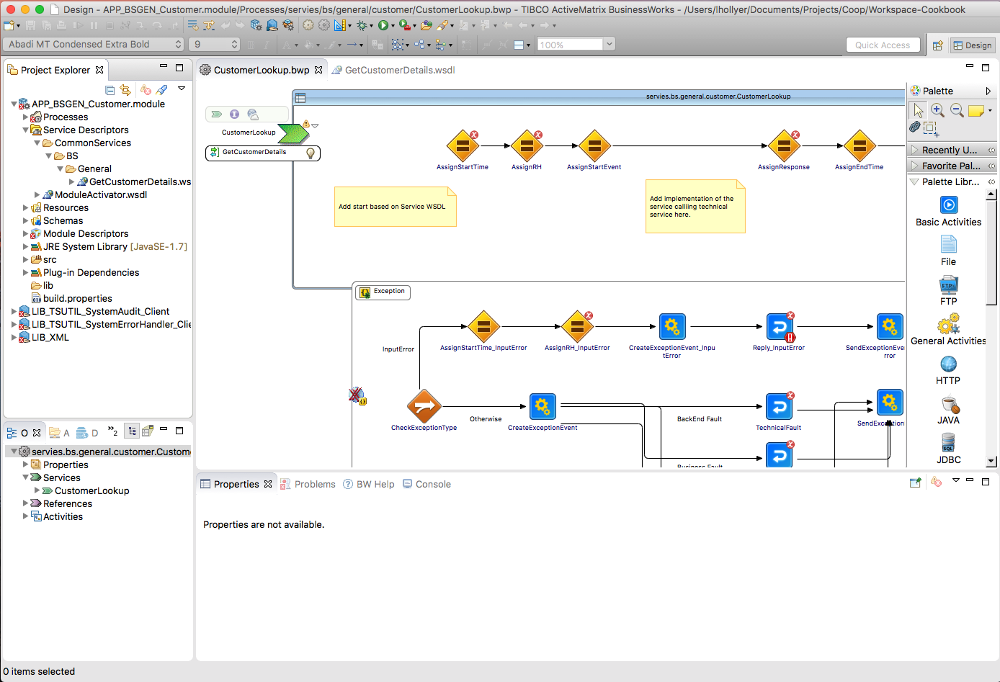 Design - APP_BSGEN_Customer.module/Processes/servies/bs/general/customer/CustomerLookup.bwp - TIBCO ActiveMatrix BusinessWorks - /Users/lhollyer/Documents/Projects/Coop/Workspace-Cookbook
Abadi MT Condensed Extra Bold
9
100%
Quick Access
Design
Project Explorer
APP_BSGEN_Customer.module
Processes
Service Descriptors
CommonServices
BS
General
GetCustomerDetails.ws
ModuleActivator.wsdl
Resources
Schemas
Module Descriptors
JRE System Library [JavaSE-1.7]
src
Plug-in Dependencies
lib
build.properties
LIB_TSUTIL_SystemAudit_Client
LIB_TSUTIL_SystemErrorHandler_Clie
LIB_XML
CustomerLookup.bwp
GetCustomerDetails.wsdl
servies.bs.general.customer.CustomerLookup
CustomerLookup
GetCustomerDetails
AssignStartTime
AssignRH
AssignStartEvent
AssignResponse
AssignEndTime
Add start based on Service WSDL
Add implementation of the
service calliing technical
service here.
Exception
InputError
AssignStartTime_InputError
AssignRH_InputError
CreateExceptionEvent_Inpu
tError
Reply_InputError
SendExceptionEve
rror
CheckExceptionType
Otherwise
CreateExceptionEvent
BackEnd Fault
TechnicalFault
SendException
Business Fault
Palette
Recently U...
Favorite Pal...
Palette Libr...
Basic Activities
File
FTP
General Activities
HTTP
JAVA
JDBC
O
A
D
2
servies.bs.general.customer.Custome
Properties
Services
CustomerLookup
References
Activities
Properties
Problems
BW Help
Console
Properties are not available.
0 items selected